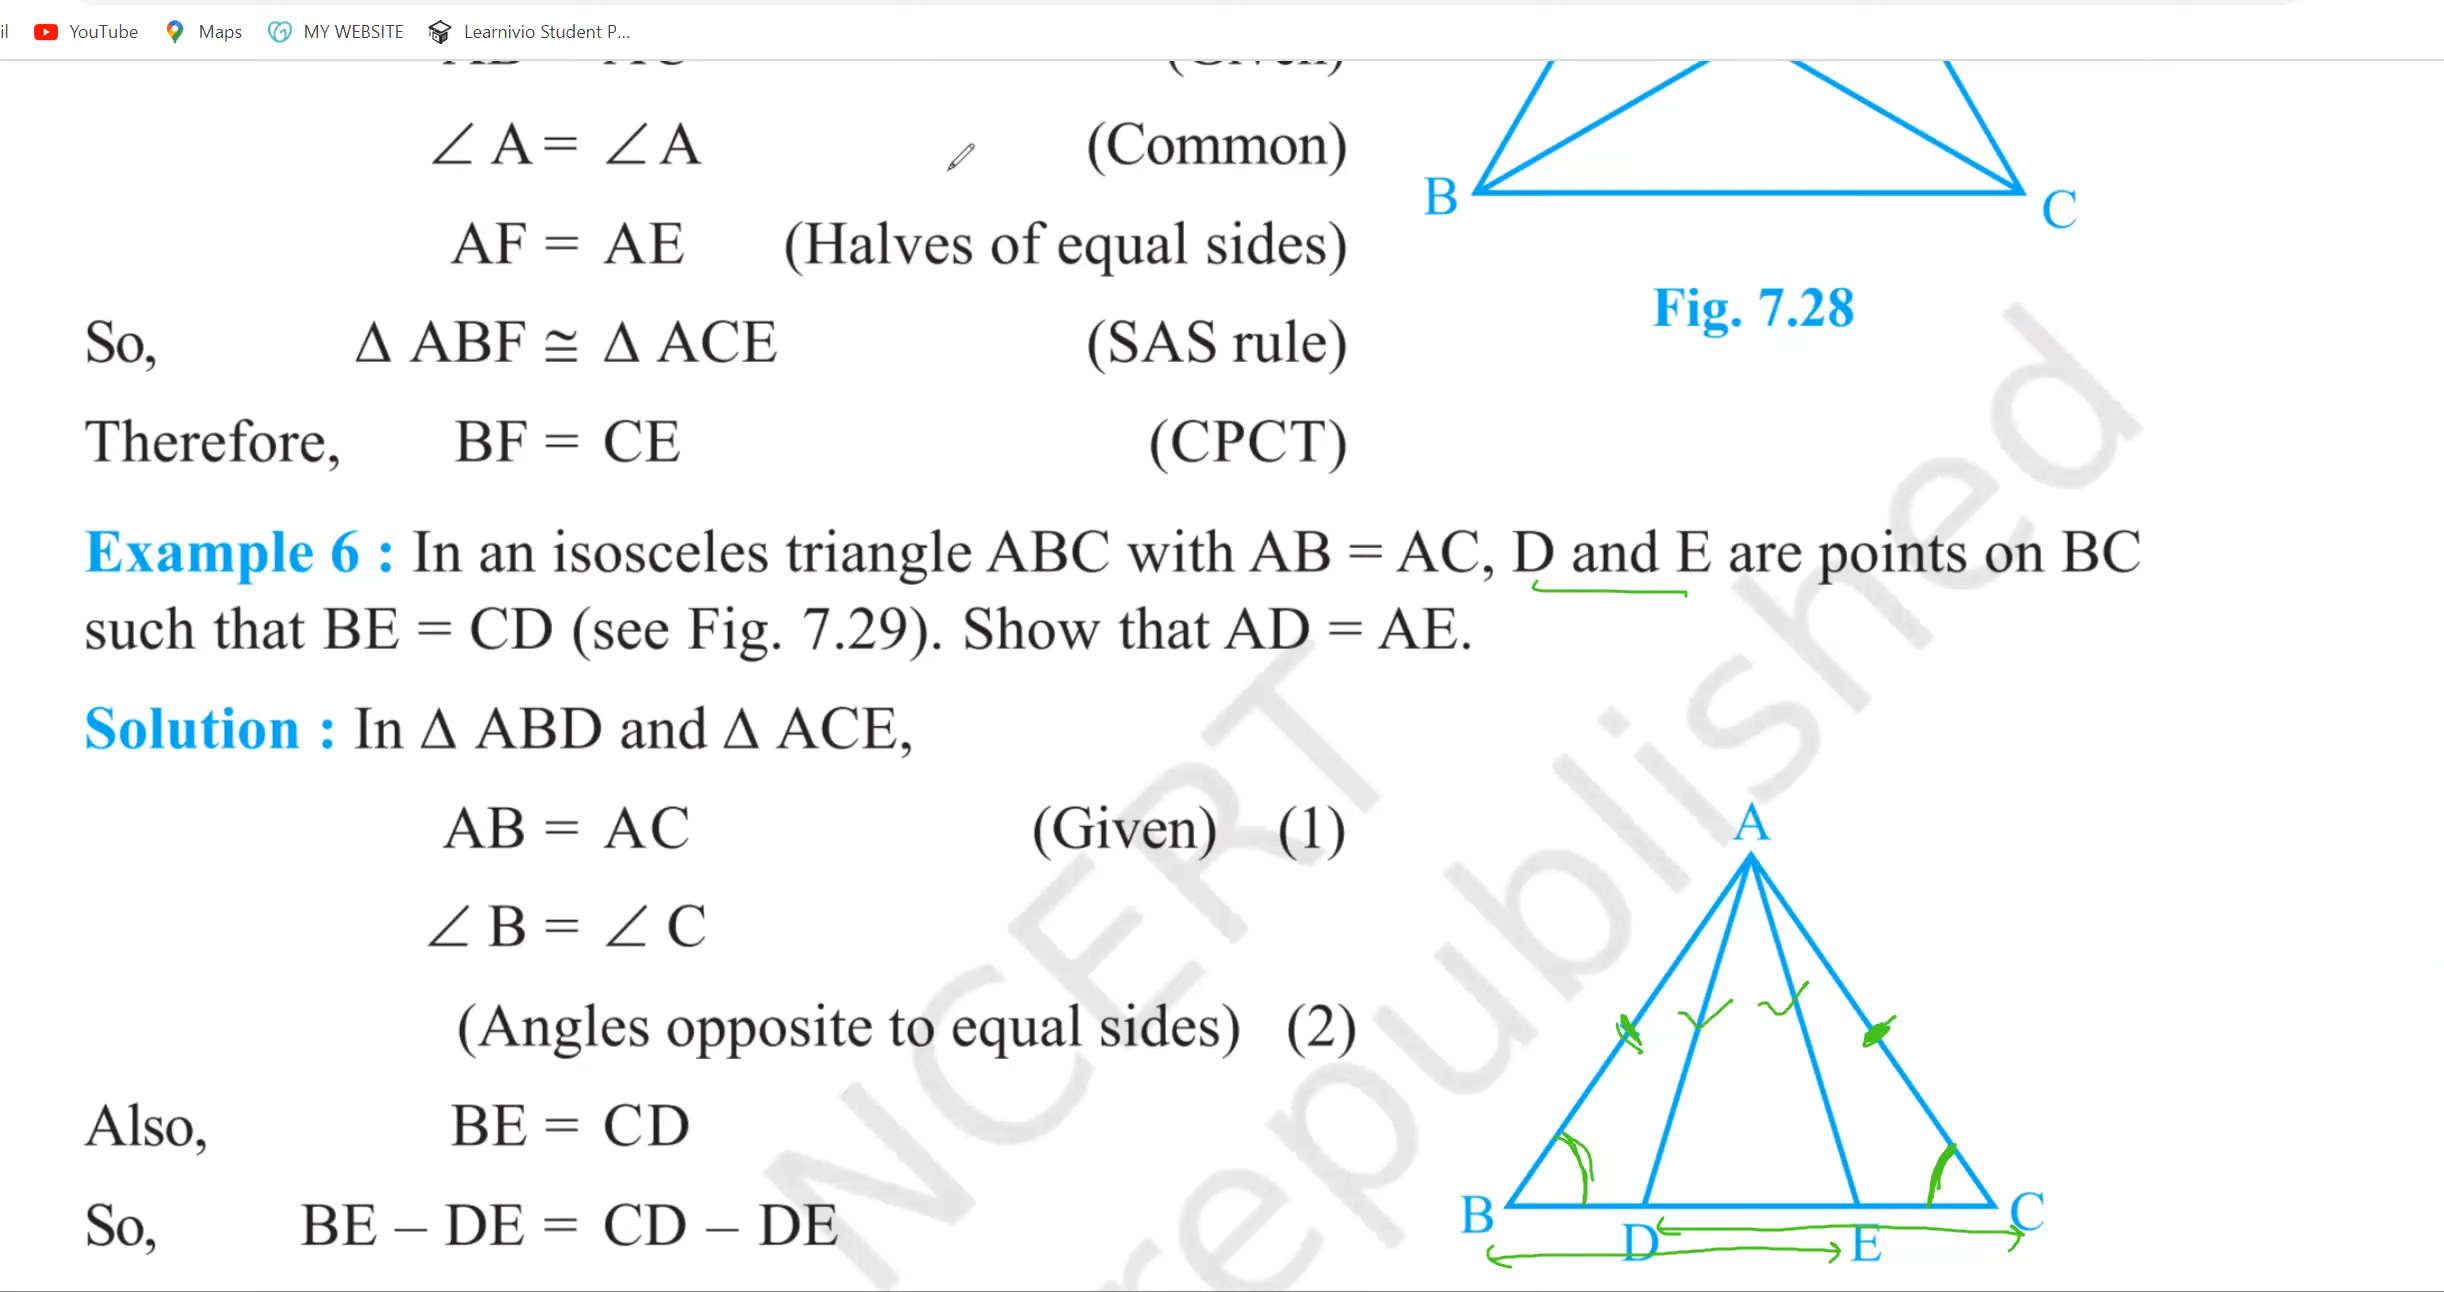 YouTube Maps MY WEBSITE Learnivio Student P...
∠ A = ∠ A (Common)
AF = AE (Halves of equal sides)
So, Δ ABF ≅ Δ ACE (SAS rule)
Therefore, BF = CE (CPCT)
B
C
Fig. 7.28
Example 6 : In an isosceles triangle ABC with AB = AC, D and E are points on BC
such that BE = CD (see Fig. 7.29). Show that AD = AE.
Solution : In Δ ABD and Δ ACE,
AB = AC (Given) (1)
∠ B = ∠ C
(Angles opposite to equal sides) (2)
Also, BE = CD
So, BE – DE = CD – DE
A
B
D
E
C
NCERT
republished